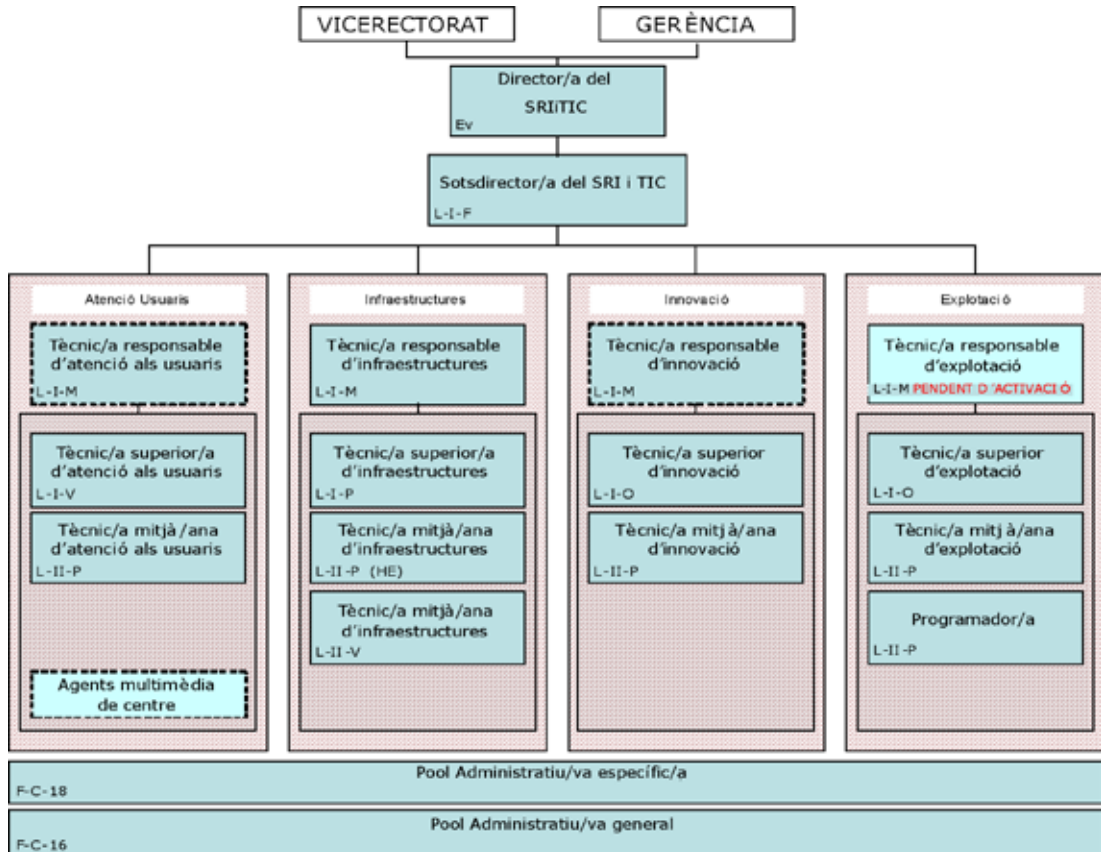 VICERECTORAT
GERÈNCIA
Director/a del
SRIiTIC
Ev
Sotsdirector/a del SRI i TIC
L-I-F
Atenció Usuaris
Tècnic/a responsable
d'atenció als usuaris
L-I-M
Tècnic/a superior/a
d'atenció als usuaris
L-I-V
Tècnic/a mitjà/ana
d'atenció als usuaris
L-II-P
Agents multimèdia
de centre
Infraestructures
Tècnic/a responsable
d'infraestructures
L-I-M
Tècnic/a superior/a
d'infraestructures
L-I-P
Tècnic/a mitjà/ana
d'infraestructures
L-II-P (HE)
Tècnic/a mitjà/ana
d'infraestructures
L-II-V
Innovació
Tècnic/a responsable
d'innovació
L-I-M
Tècnic/a superior
d'innovació
L-I-O
Tècnic/a mitjà/ana
d'innovació
L-II-P
Explotació
Tècnic/a responsable
d'explotació
L-I-M PENDENT D'ACTIVACIÓ
Tècnic/a superior
d'explotació
L-I-O
Tècnic/a mitjà/ana
d'explotació
L-II-P
Programador/a
L-II-P
Pool Administratiu/va específic/a
F-C-18
Pool Administratiu/va general
F-C-16